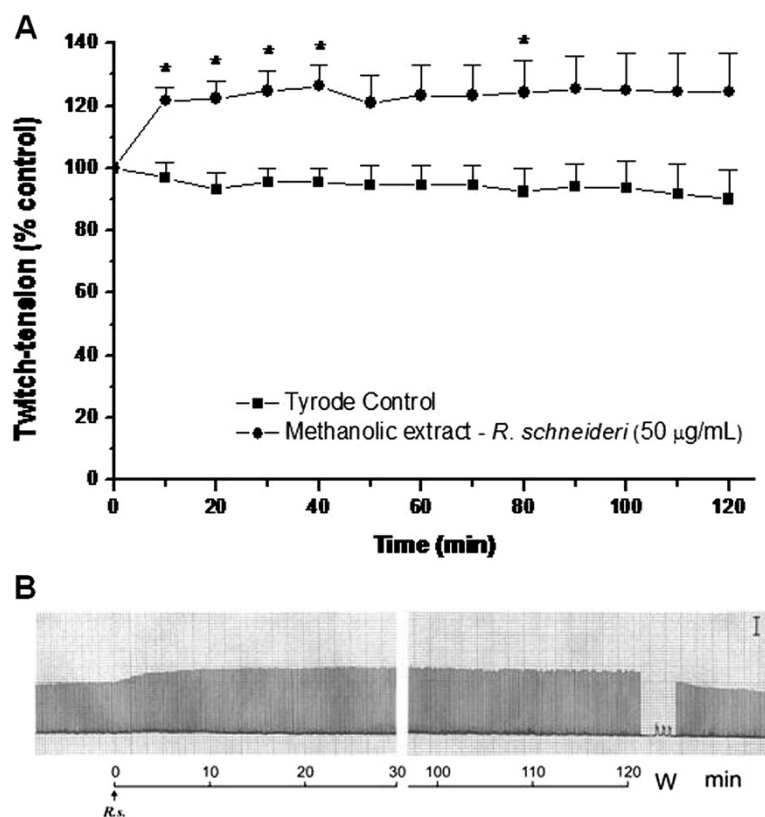 A
Twitch-tension (% control)
140
120
100
80
60
40
20
0
* * * * *
Tyrode Control
Methanolic extract - R. schneideri (50 µg/mL)
0 20 40 60 80 100 120
Time (min)
B
0 10 20 30 100 110 120 W min
R.s.